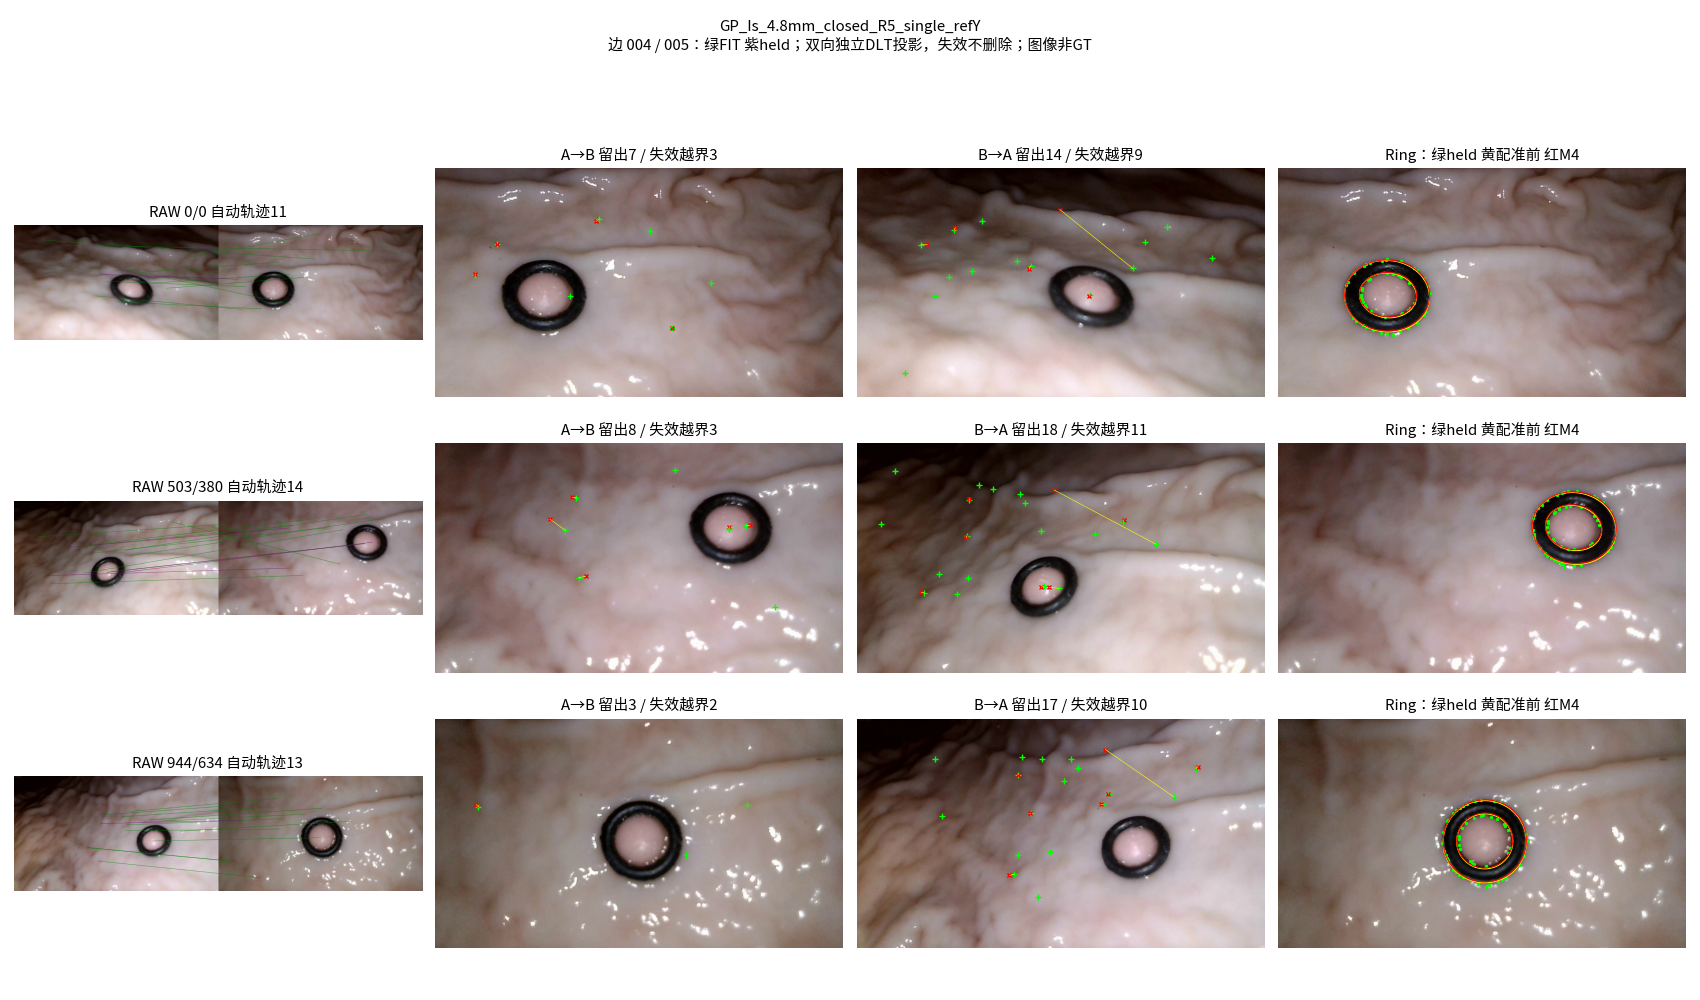 GP_Is_4.8mm_closed_R5_single_refY
边 004 / 005：绿FIT 紫held；双向独立DLT投影，失效不删除；图像非GT
RAW 0/0 自动轨迹11
A→B 留出7 / 失效越界3
B→A 留出14 / 失效越界9
Ring：绿held 黄配准前 红M4
RAW 503/380 自动轨迹14
A→B 留出8 / 失效越界3
B→A 留出18 / 失效越界11
Ring：绿held 黄配准前 红M4
RAW 944/634 自动轨迹13
A→B 留出3 / 失效越界2
B→A 留出17 / 失效越界10
Ring：绿held 黄配准前 红M4